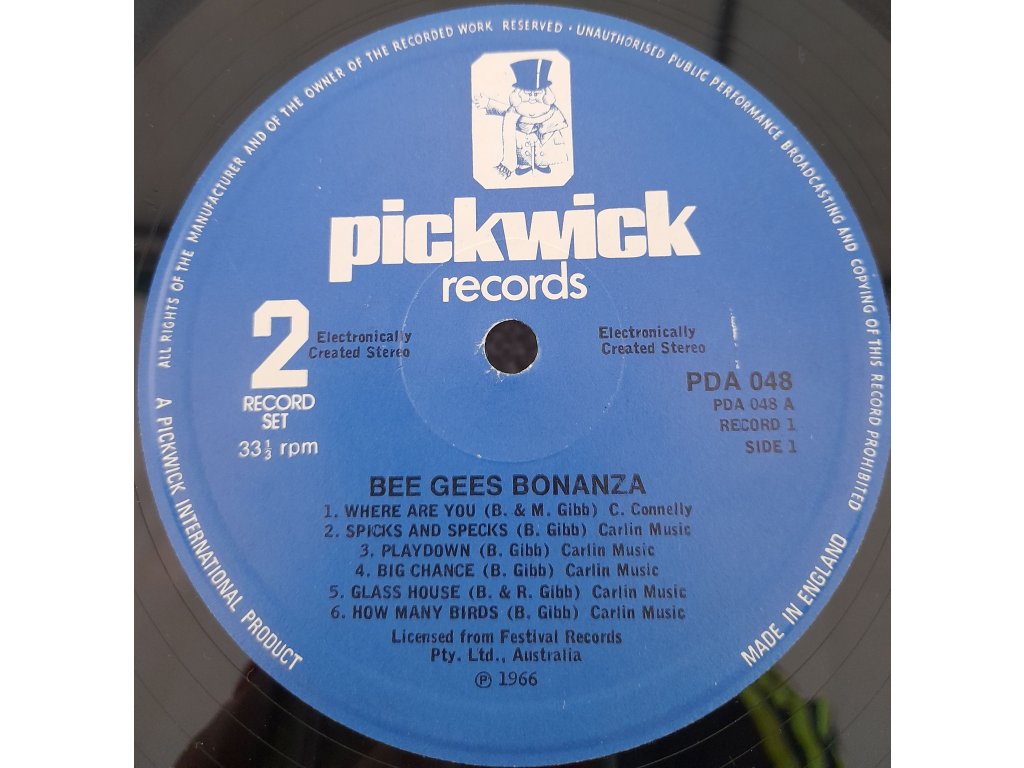 ALL RIGHTS OF THE MANUFACTURER AND OF THE OWNER OF THE RECORDED WORK RESERVED · UNAUTHORISED PUBLIC PERFORMANCE BROADCASTING AND COPYING OF THIS RECORD PROHIBITED
pickwick
records
2
RECORD
SET
33⅓ rpm
Electronically
Created Stereo
Electronically
Created Stereo
PDA 048
PDA 048 A
RECORD 1
SIDE 1
BEE GEES BONANZA
1. WHERE ARE YOU (B. & M. Gibb) C. Connelly
2. SPICKS AND SPECKS (B. Gibb) Carlin Music
3. PLAYDOWN (B. Gibb) Carlin Music
4. BIG CHANCE (B. Gibb) Carlin Music
5. GLASS HOUSE (B. & R. Gibb) Carlin Music
6. HOW MANY BIRDS (B. Gibb) Carlin Music
Licensed from Festival Records
Pty. Ltd., Australia
℗ 1966
A PICKWICK INTERNATIONAL PRODUCT
MADE IN ENGLAND